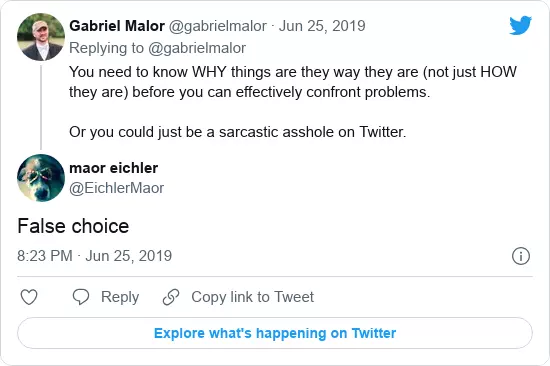 Gabriel Malor @gabrielmalor · Jun 25, 2019
Replying to @gabrielmalor
You need to know WHY things are they way they are (not just HOW
they are) before you can effectively confront problems.
Or you could just be a sarcastic asshole on Twitter.
maor eichler
@EichlerMaor
False choice
8:23 PM · Jun 25, 2019
Reply
Copy link to Tweet
Explore what's happening on Twitter